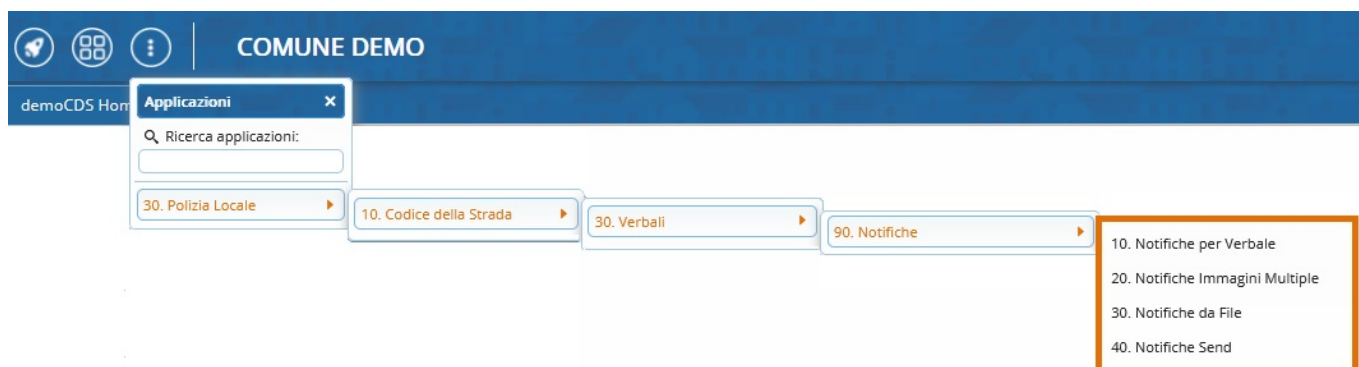 COMUNE DEMO
demoCDS Hom
Applicazioni
Ricerca applicazioni:
30. Polizia Locale
10. Codice della Strada
30. Verbali
90. Notifiche
10. Notifiche per Verbale
20. Notifiche Immagini Multiple
30. Notifiche da File
40. Notifiche Send